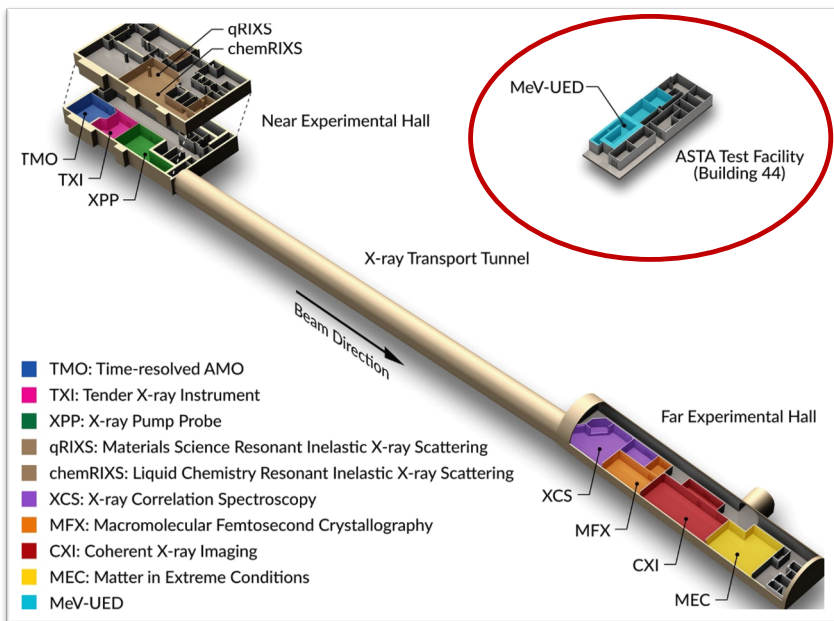 qRIXS
chemRIXS
MeV-UED
Near Experimental Hall
TMO
TXI
XPP
ASTA Test Facility
(Building 44)
X-ray Transport Tunnel
Beam Direction
TMO: Time-resolved AMO
TXI: Tender X-ray Instrument
XPP: X-ray Pump Probe
qRIXS: Materials Science Resonant Inelastic X-ray Scattering
chemRIXS: Liquid Chemistry Resonant Inelastic X-ray Scattering
XCS: X-ray Correlation Spectroscopy
MFX: Macromolecular Femtosecond Crystallography
CXI: Coherent X-ray Imaging
MEC: Matter in Extreme Conditions
MeV-UED
Far Experimental Hall
XCS
MFX
CXI
MEC